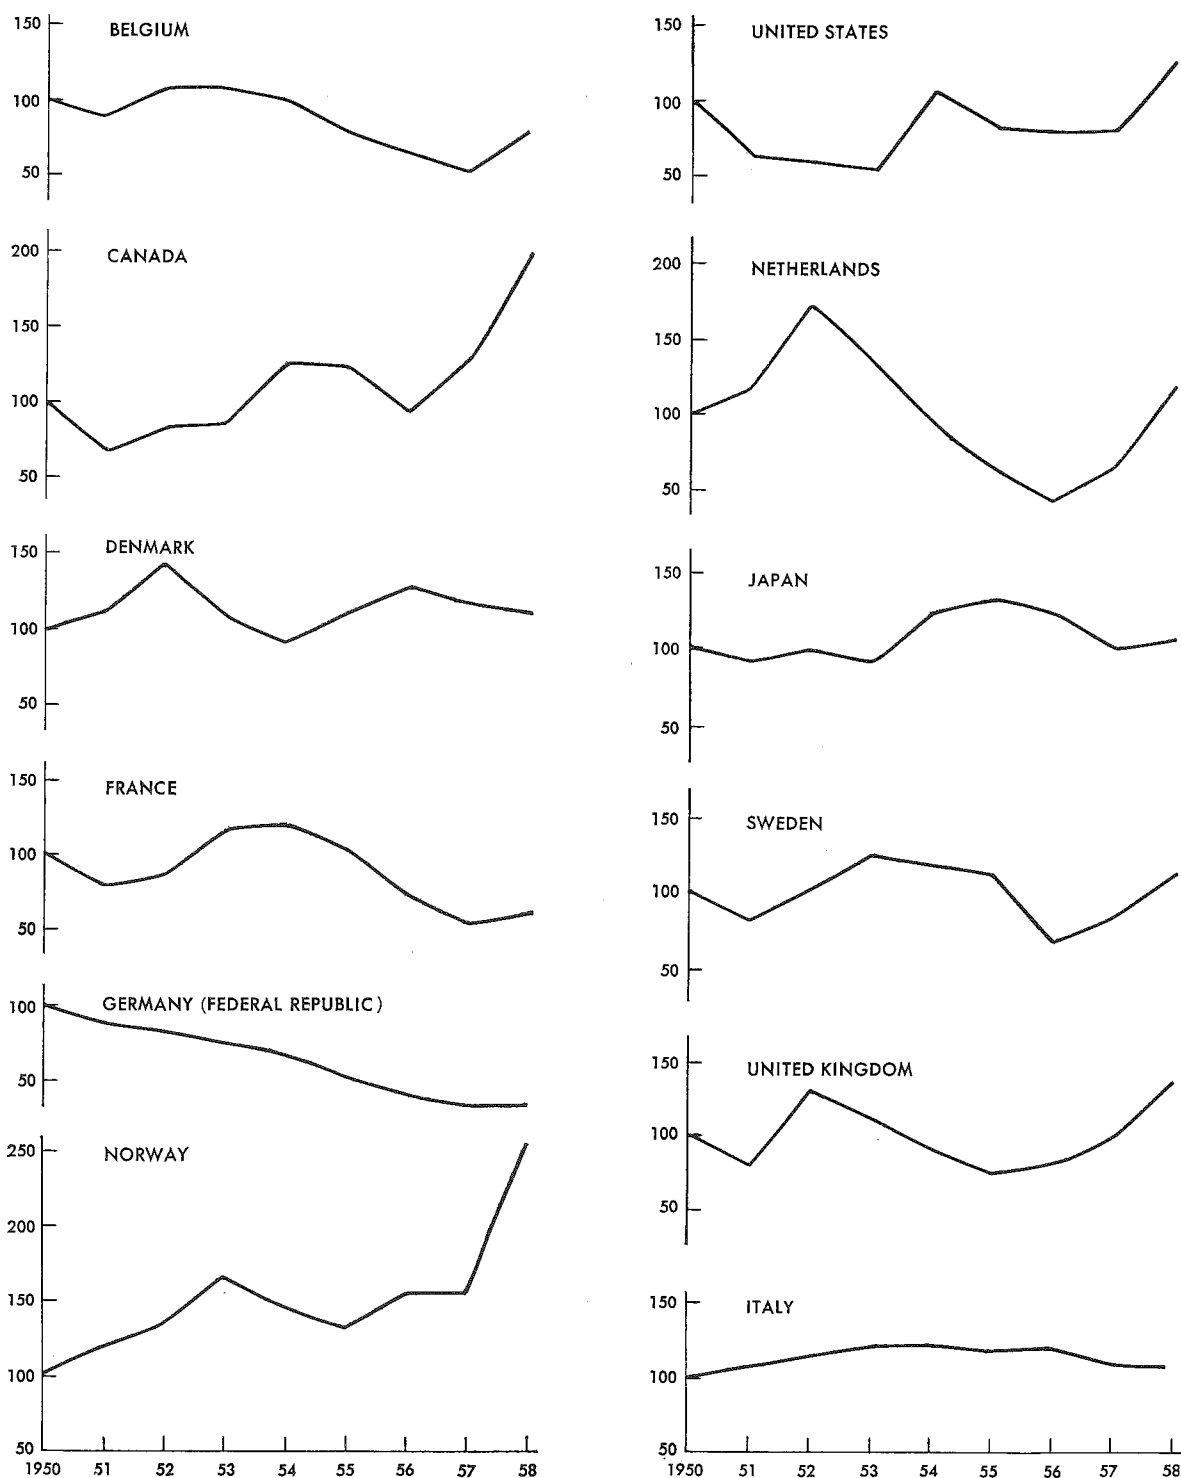 BELGIUM
150
100
50
CANADA
200
150
100
50
DENMARK
150
100
50
FRANCE
150
100
50
GERMANY (FEDERAL REPUBLIC)
100
50
NORWAY
250
200
150
100
50
1950 51 52 53 54 55 56 57 58
UNITED STATES
150
100
50
NETHERLANDS
200
150
100
50
JAPAN
150
100
50
SWEDEN
150
100
50
UNITED KINGDOM
150
100
50
ITALY
150
100
50
1950 51 52 53 54 55 56 57 58